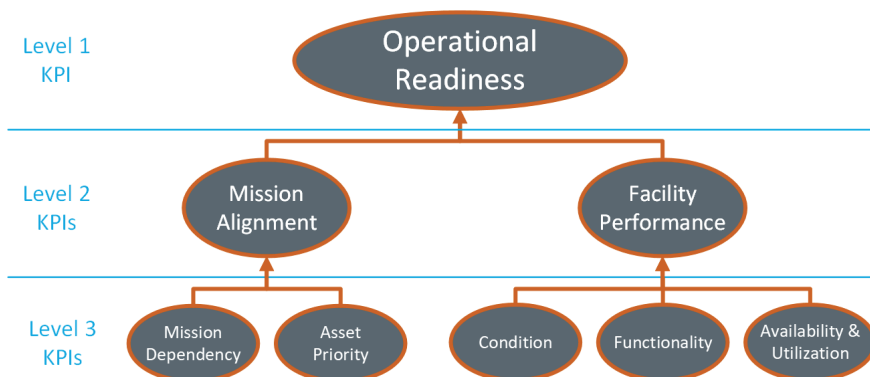 Level 1
KPI
Operational
Readiness
Level 2
KPIs
Mission
Alignment
Facility
Performance
Level 3
KPIs
Mission
Dependency
Asset
Priority
Condition
Functionality
Availability &
Utilization